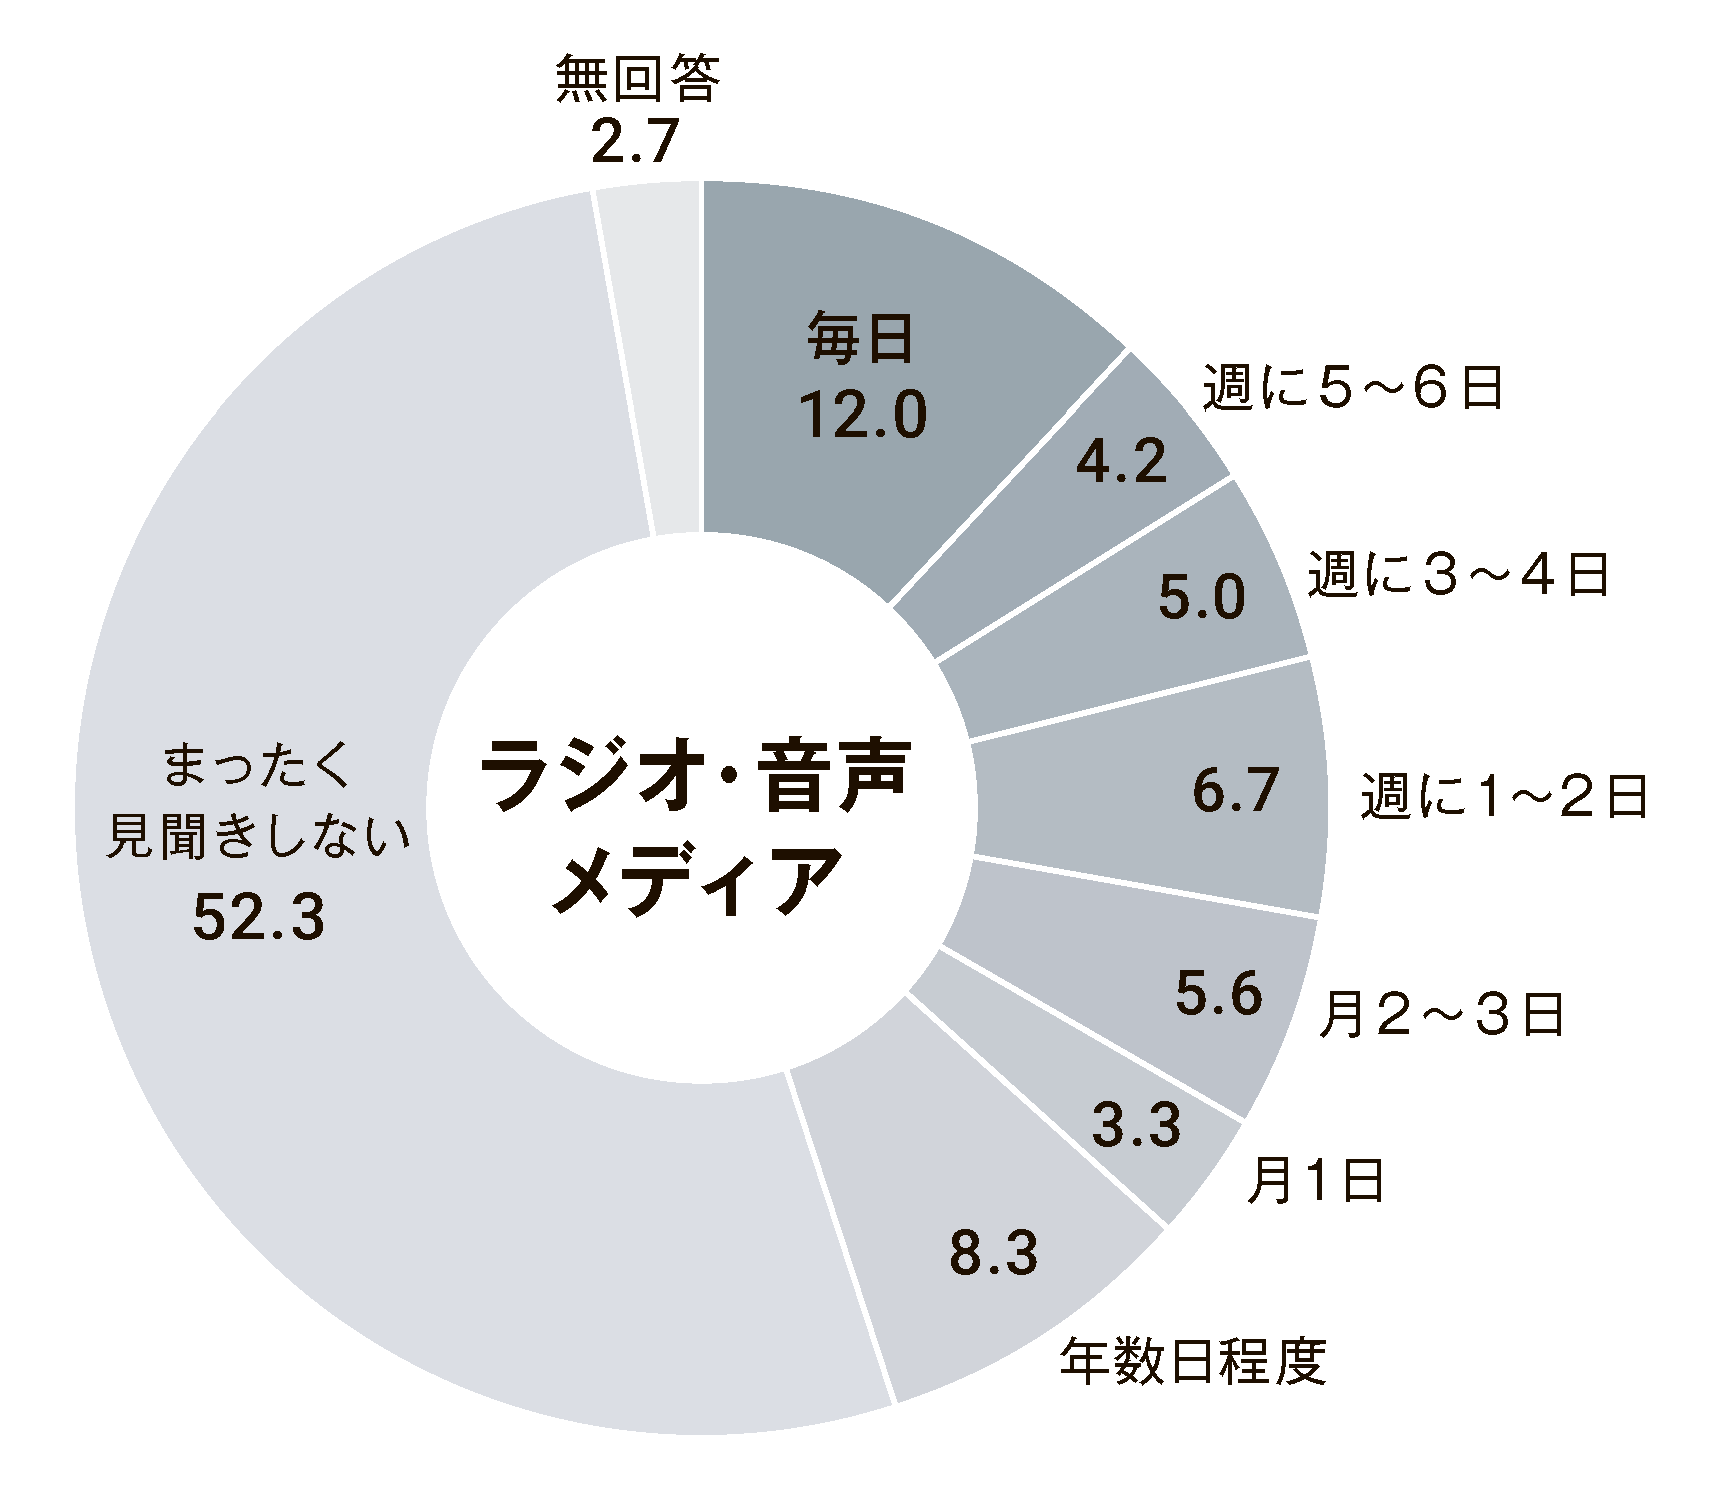 無回答
2.7
毎日
12.0
週に５～６日
4.2
週に３～４日
5.0
週に１～２日
6.7
月２～３日
5.6
月１日
3.3
年数日程度
8.3
まったく
見聞きしない
52.3
ラジオ・音声
メディア